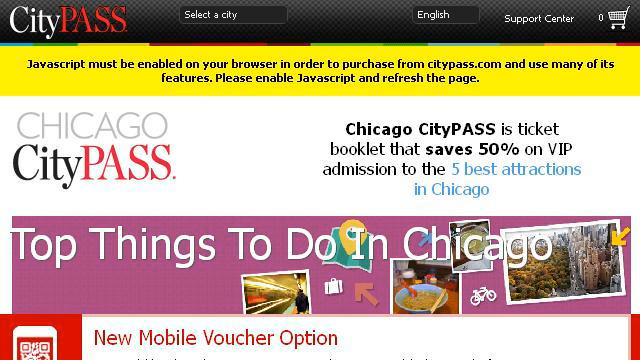 CityPASS.
Select a city
English
Support Center
0
Javascript must be enabled on your browser in order to purchase from citypass.com and use many of its
features. Please enable Javascript and refresh the page.
CHICAGO
CityPASS.
Chicago CityPASS is ticket
booklet that saves 50% on VIP
admission to the 5 best attractions
in Chicago
Top Things To Do In Chicago
New Mobile Voucher Option